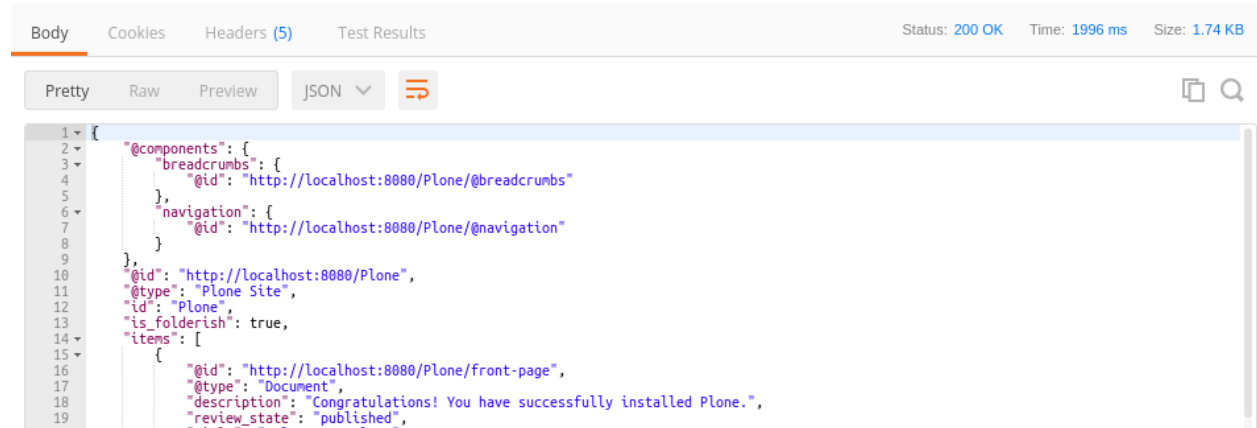 Body Cookies Headers (5) Test Results Status: 200 OK Time: 1996 ms Size: 1.74 KB
Pretty Raw Preview JSON
1 {
2 "@components": {
3 "breadcrumbs": {
4 "@id": "http://localhost:8080/Plone/@breadcrumbs"
5 },
6 "navigation": {
7 "@id": "http://localhost:8080/Plone/@navigation"
8 }
9 },
10 "@id": "http://localhost:8080/Plone",
11 "@type": "Plone Site",
12 "id": "Plone",
13 "is_folderish": true,
14 "items": [
15 {
16 "@id": "http://localhost:8080/Plone/front-page",
17 "@type": "Document",
18 "description": "Congratulations! You have successfully installed Plone.",
19 "review_state": "published",